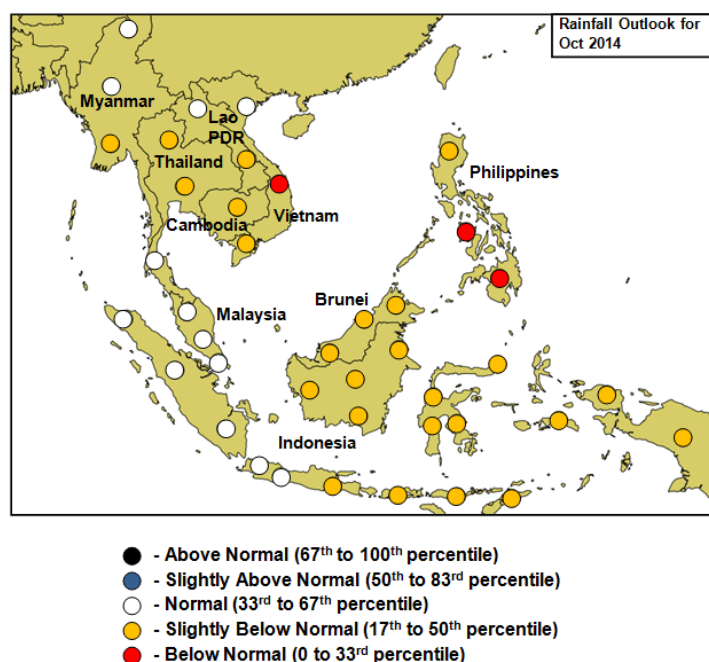 Rainfall Outlook for
Oct 2014
Myanmar
Lao
PDR
Thailand
Philippines
Vietnam
Cambodia
Brunei
Malaysia
Indonesia
- Above Normal (67th to 100th percentile)
- Slightly Above Normal (50th to 83rd percentile)
- Normal (33rd to 67th percentile)
- Slightly Below Normal (17th to 50th percentile)
- Below Normal (0 to 33rd percentile)